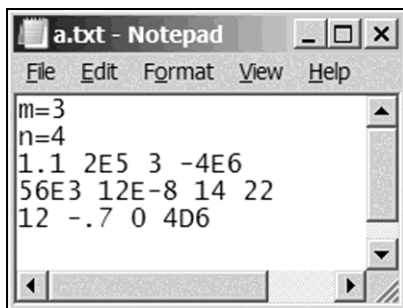 a.txt - Notepad
File Edit Format View Help
m=3
n=4
1.1 2E5 3 -4E6
56E3 12E-8 14 22
12 -.7 0 4D6